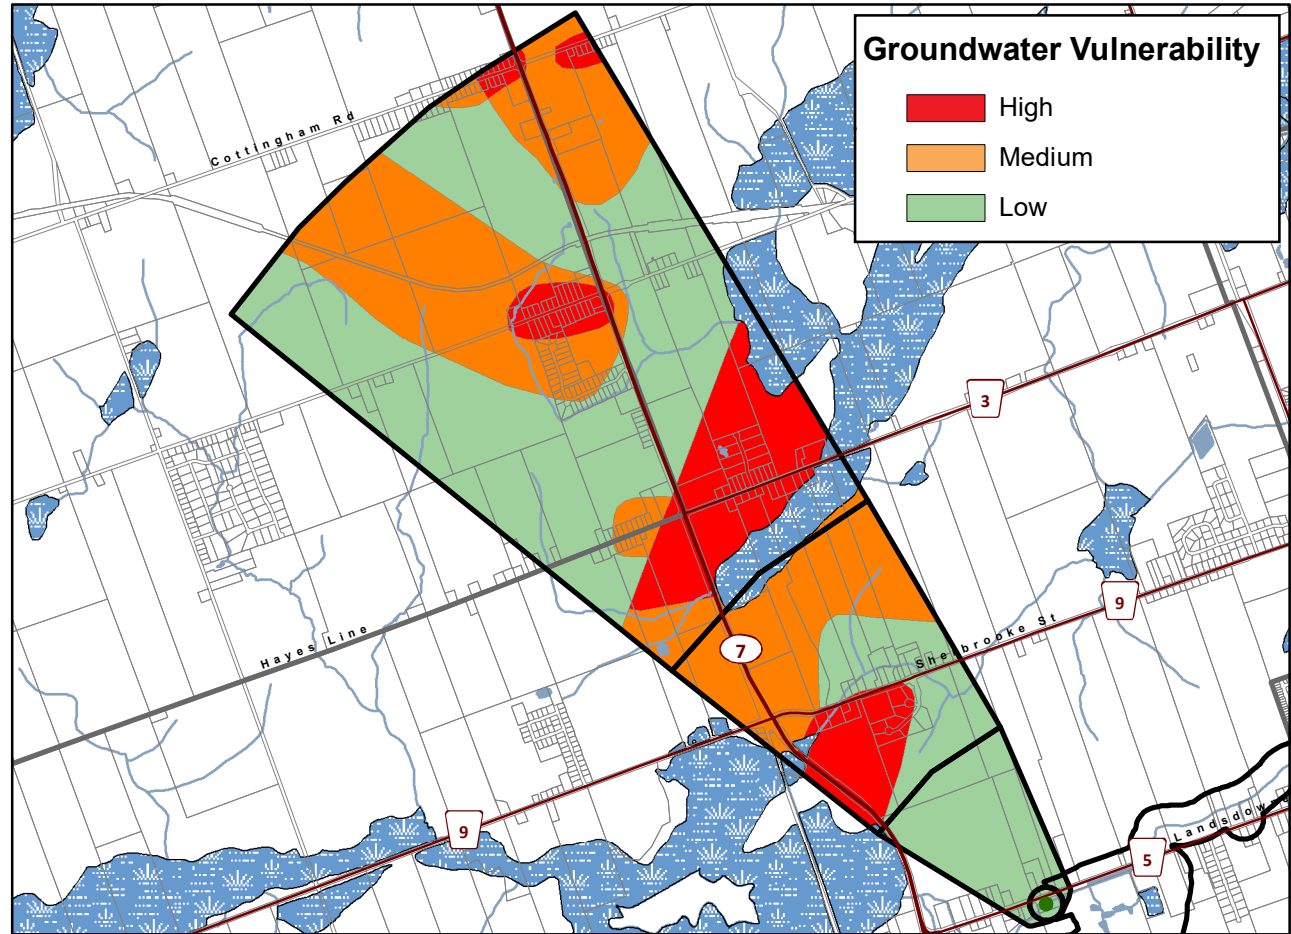 Groundwater Vulnerability
High
Medium
Low
Cottingham Rd
3
9
Sherbrooke St
Hayes Line
7
9
5